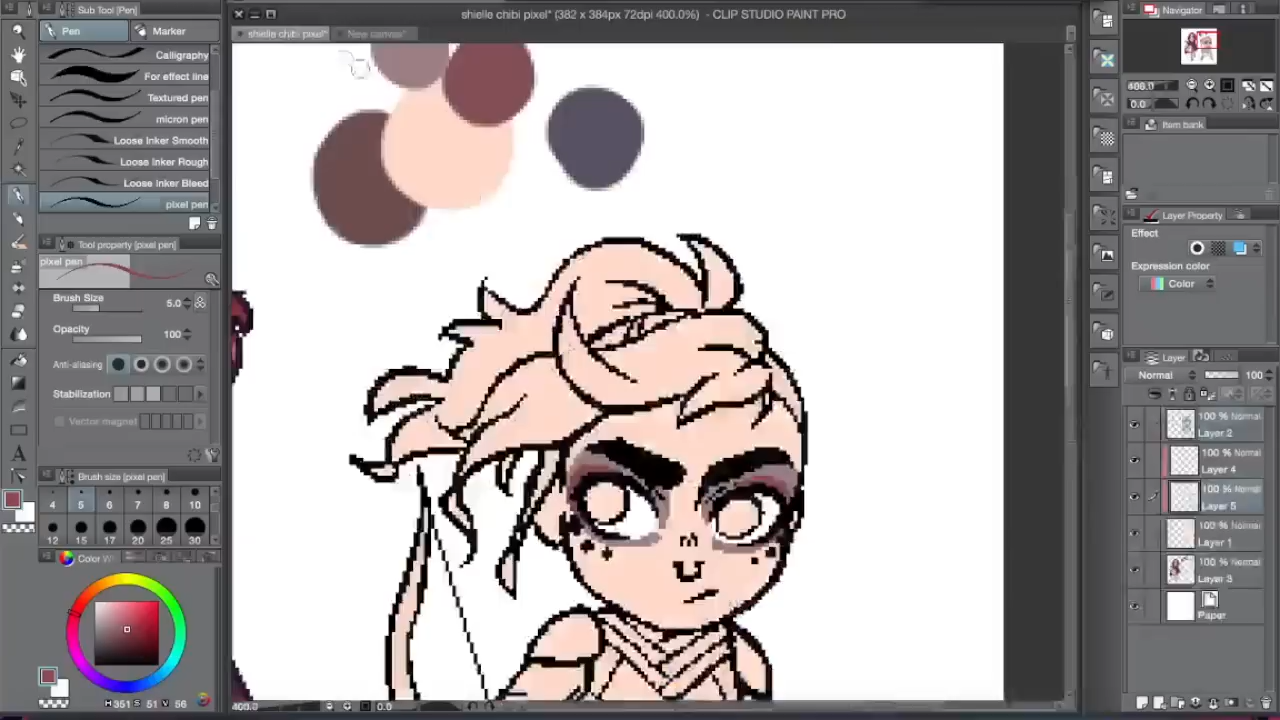 Sub Tool [Pen]
Pen
Marker
Calligraphy
For effect line
Textured pen
micron pen
Loose Inker Smooth
Loose Inker Rough
Loose Inker Bleed
pixel pen
Tool property [pixel pen]
pixel pen
Brush Size 5.0
Opacity 100
Anti-aliasing
Stabilization
Vector magnet
Brush size [pixel pen]
4 5 6 7 8 10
12 15 17 20 25 30
Color W
H 351 S 51 V 56
shielle chibi pixel* (382 x 384px 72dpi 400.0%) - CLIP STUDIO PAINT PRO
shielle chibi pixel*
New canvas*
400.0
0.0
Navigator
400.0
0.0
Item bank
Layer Property
Effect
Expression color
Color
Layer
Normal 100
100 % Normal
Layer 2
100 % Normal
Layer 4
100 % Normal
Layer 5
100 % Normal
Layer 1
100 % Normal
Layer 3
Paper